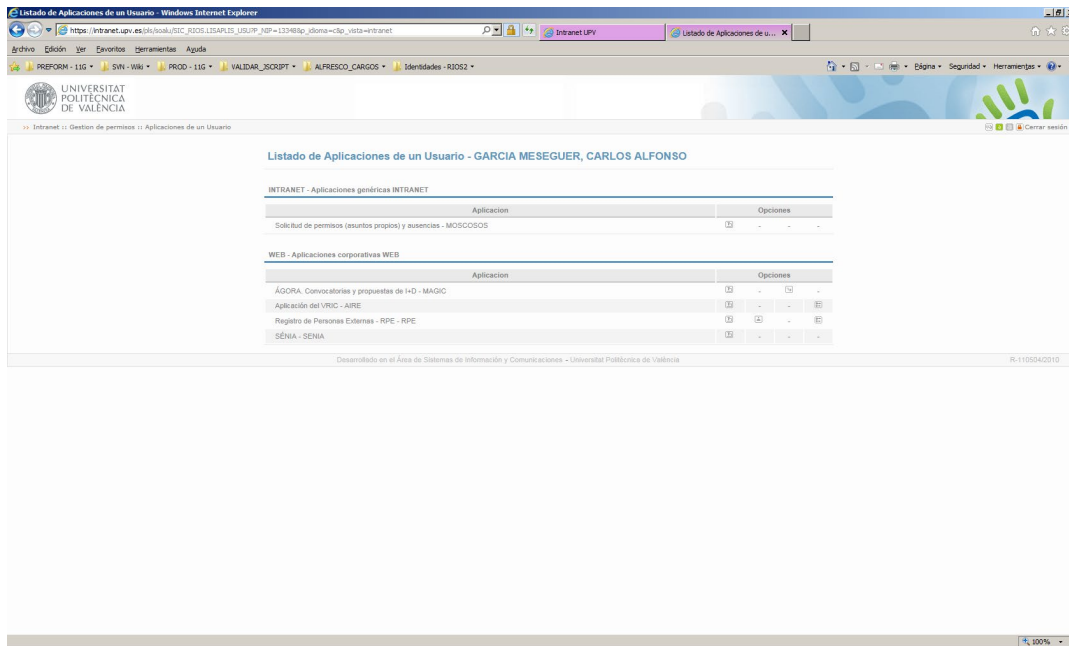 Listado de Aplicaciones de un Usuario - Windows Internet Explorer
https://intranet.upv.es/pls/soalu/SIC_RIOS.LISAPLIS_USU?P_NIP=13348&p_idioma=c&p_vista=intranet
Intranet UPV
Listado de Aplicaciones de u...
Archivo Edición Ver Favoritos Herramientas Ayuda
PREFORM - 11G SVN - Wiki PROD - 11G VALIDAR_JSCRIPT ALFRESCO_CARGOS Identidades - RIOS2
Página Seguridad Herramientas
UNIVERSITAT
POLITÈCNICA
DE VALÈNCIA
>> Intranet :: Gestion de permisos :: Aplicaciones de un Usuario
Cerrar sesión
Listado de Aplicaciones de un Usuario - GARCIA MESEGUER, CARLOS ALFONSO
INTRANET - Aplicaciones genéricas INTRANET
Aplicacion Opciones
Solicitud de permisos (asuntos propios) y ausencias - MOSCOSOS - - -
WEB - Aplicaciones corporativas WEB
Aplicacion Opciones
ÁGORA. Convocatorias y propuestas de I+D - MAGIC - -
Aplicación del VRIC - AIRE - -
Registro de Personas Externas - RPE - RPE -
SÉNIA - SENIA - - -
Desarrollado en el Área de Sistemas de Información y Comunicaciones - Universitat Politècnica de València
R-110504/2010
100%